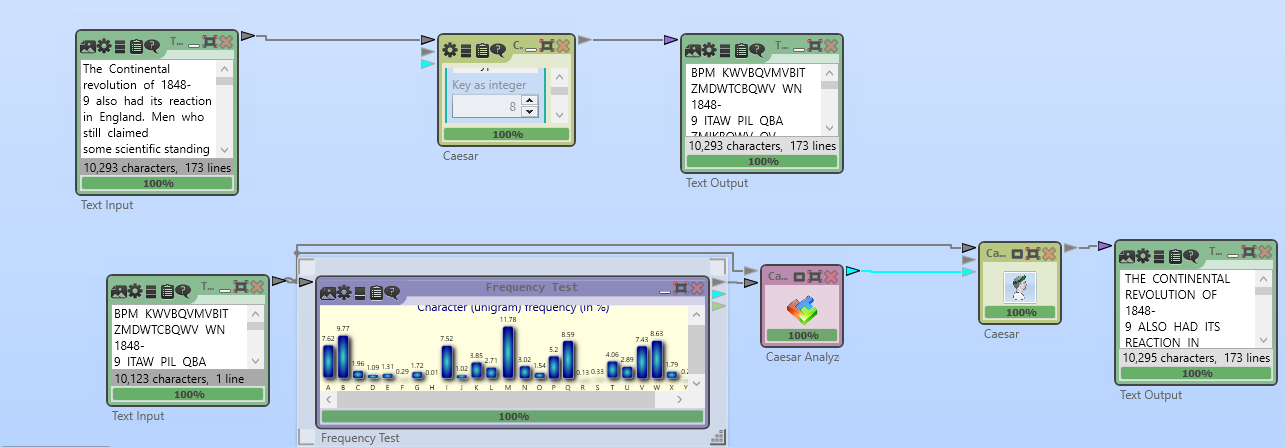 T...
The Continental
revolution of 1848-
9 also had its reaction
in England. Men who
still claimed
some scientific standing
10,293 characters, 173 lines
100%
Text Input
C..
Key as integer
8
100%
Caesar
T...
BPM KWVBQVMVBIT
ZMDWTCBQWV WN
1848-
9 ITAW PIL QBA
ZMIKBQWV QV
10,293 characters, 173 lines
100%
Text Output
T...
BPM KWVBQVMVBIT
ZMDWTCBQWV WN
1848-
9 ITAW PIL QBA
10,123 characters, 1 line
100%
Text Input
Frequency Test
Character (unigram) frequency (in %)
7.62 9.77 1.96 1.09 1.31 0.29 1.72 0.01 7.52 1.02 3.85 2.71 11.78 3.02 1.54 5.2 8.59 0.13 0.33 4.06 2.89 7.43 8.63 1.79
A B C D E F G H I J K L M N O P Q R S T U V W X
100%
Frequency Test
Ca...
100%
Caesar Analyz
Ca...
100%
Caesar
T...
THE CONTINENTAL
REVOLUTION OF
1848-
9 ALSO HAD ITS
REACTION IN
10,295 characters, 173 lines
100%
Text Output